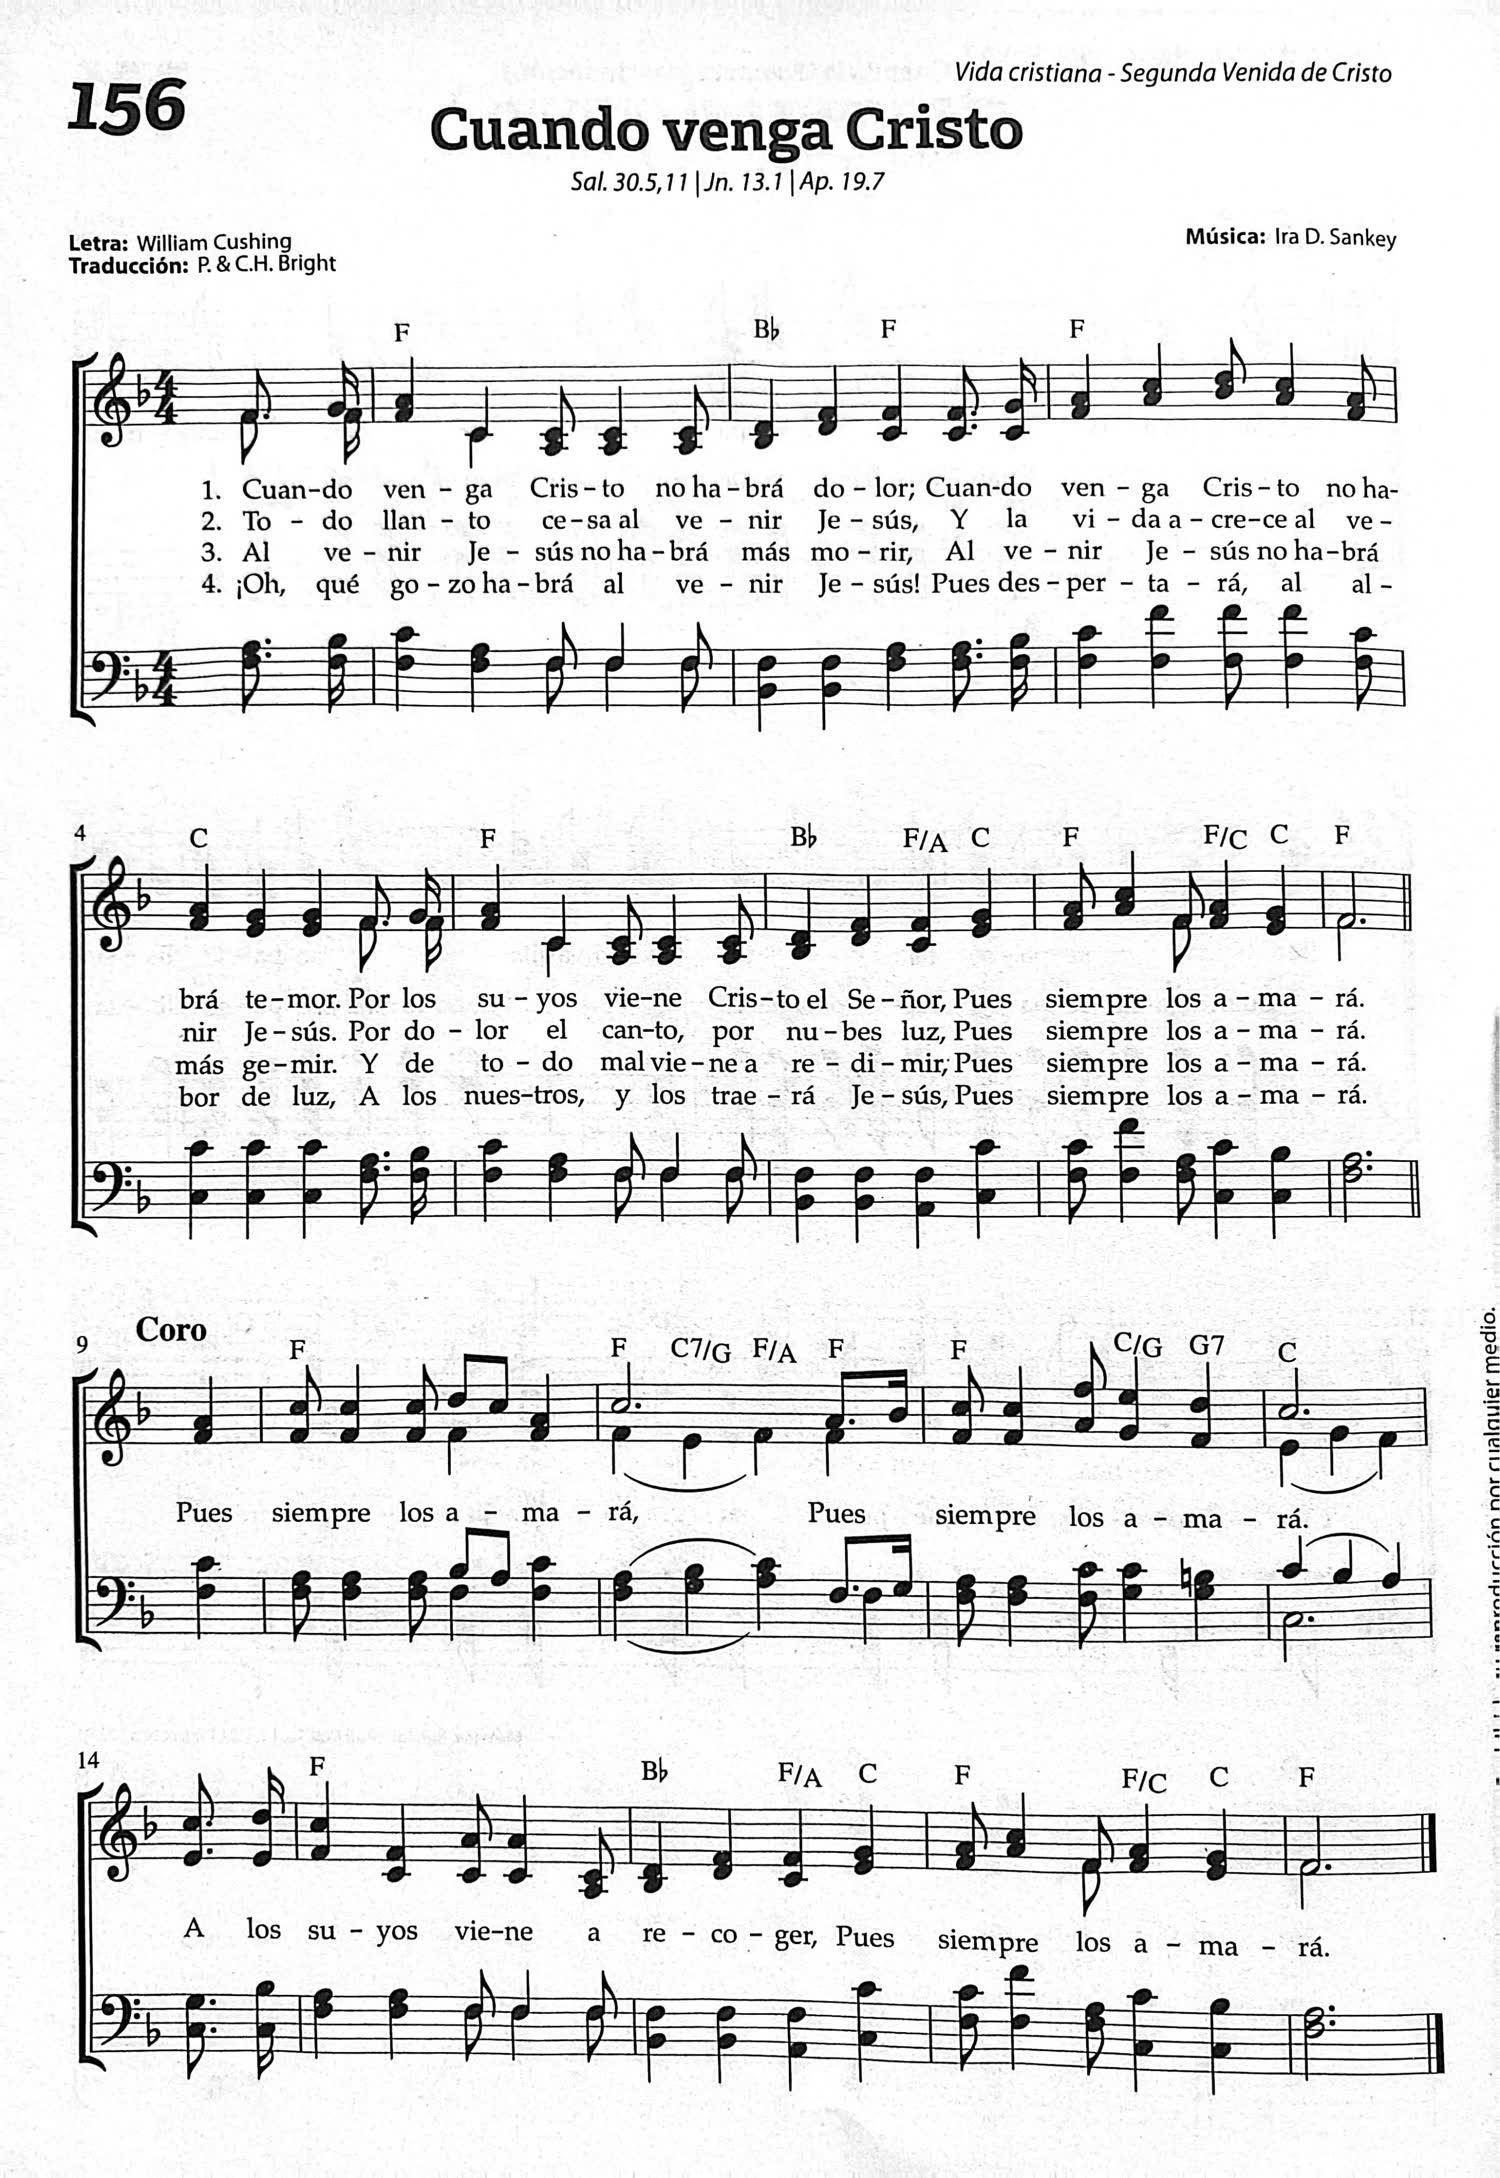 Vida cristiana - Segunda Venida de Cristo
156
Cuando venga Cristo
Sal. 30.5,11 | Jn. 13.1 | Ap. 19.7
Letra: William Cushing
Música: Ira D. Sankey
Traducción: P. & C.H. Bright
F B♭ F F
4/4
1. Cuan-do ven - ga Cris - to no ha - brá do - lor; Cuan-do ven - ga Cris - to no ha-
2. To - do llan - to ce - sa al ve - nir Je - sús, Y la vi - da a - cre - ce al ve -
3. Al ve - nir Je - sús no ha - brá más mo - rir, Al ve - nir Je - sús no ha - brá
4. ¡Oh, qué go - zo ha - brá al ve - nir Je - sús! Pues des - per - ta - rá, al al -
4/4
4
C F B♭ F/A C F F/C C F
brá te - mor. Por los su - yos vie - ne Cris - to el Se - ñor, Pues siempre los a - ma - rá.
nir Je - sús. Por do - lor el can - to, por nu - bes luz, Pues siempre los a - ma - rá.
más ge - mir. Y de to - do mal vie - ne a re - di - mir, Pues siempre los a - ma - rá.
bor de luz, A los nues - tros, y los trae - rá Je - sús, Pues siempre los a - ma - rá.
9
Coro
F F C7/G F/A F F C/G G7 C
Pues siempre los a - ma - rá, Pues siempre los a - ma - rá.
14
F B♭ F/A C F F/C C F
A los su - yos vie - ne a re - co - ger, Pues siempre los a - ma - rá.
reproducción por cualquier medio.